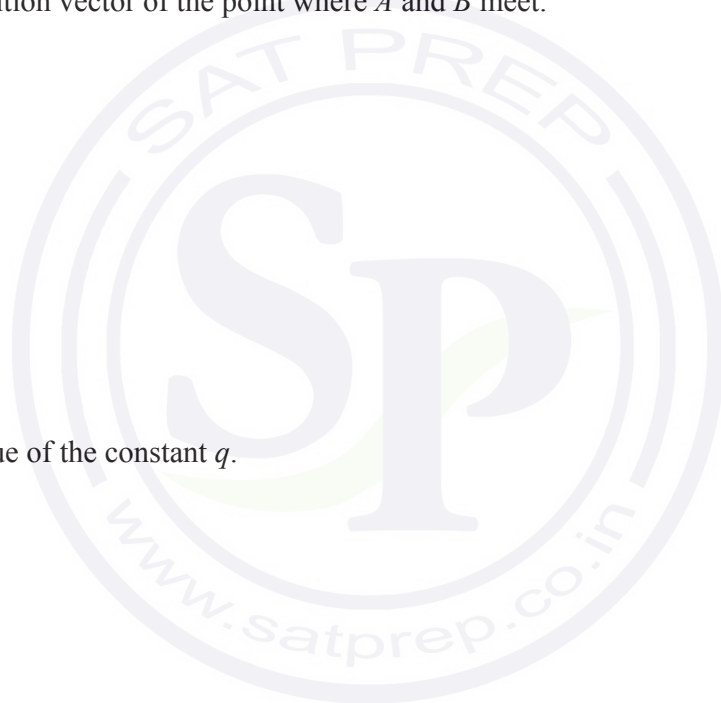 ition vector of the point where A and B meet.
SAT PREP
SP
ue of the constant q.
www.satprep.co.in